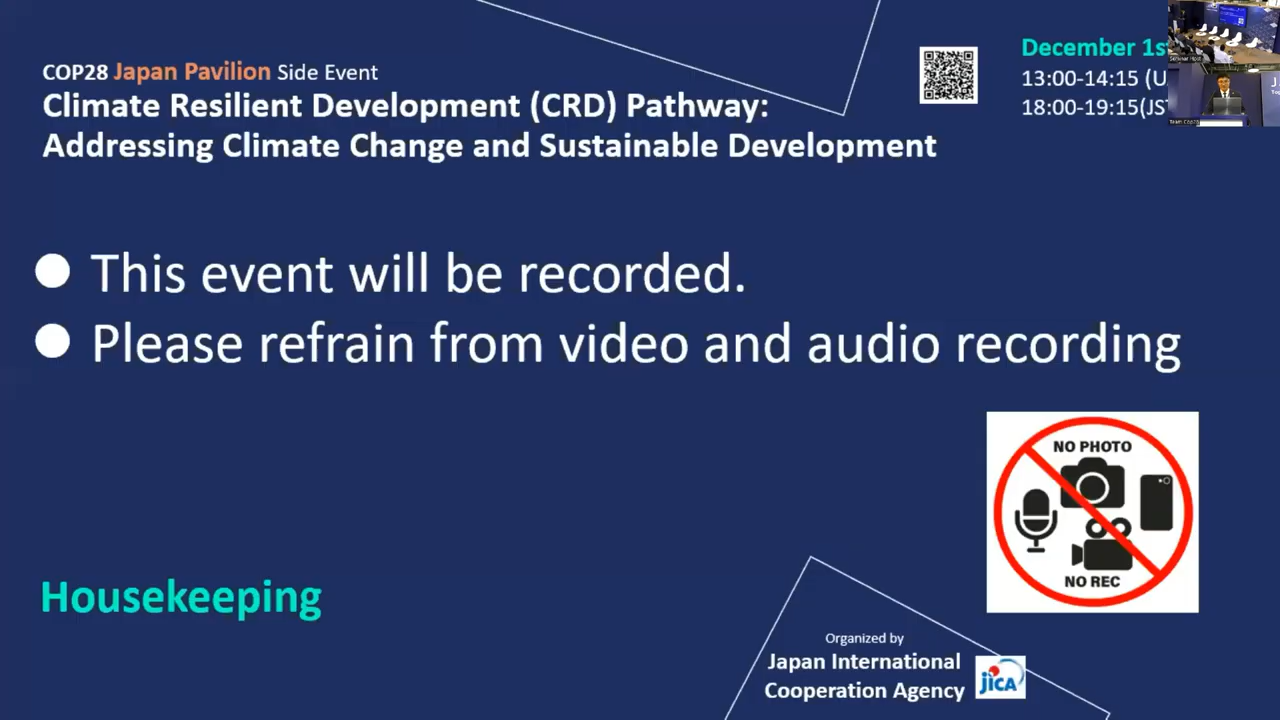 COP28 Japan Pavilion Side Event
Climate Resilient Development (CRD) Pathway:
Addressing Climate Change and Sustainable Development
December 1st
13:00-14:15 (U
18:00-19:15(JST
● This event will be recorded.
● Please refrain from video and audio recording
NO PHOTO
NO REC
Housekeeping
Organized by
Japan International
Cooperation Agency
jICA